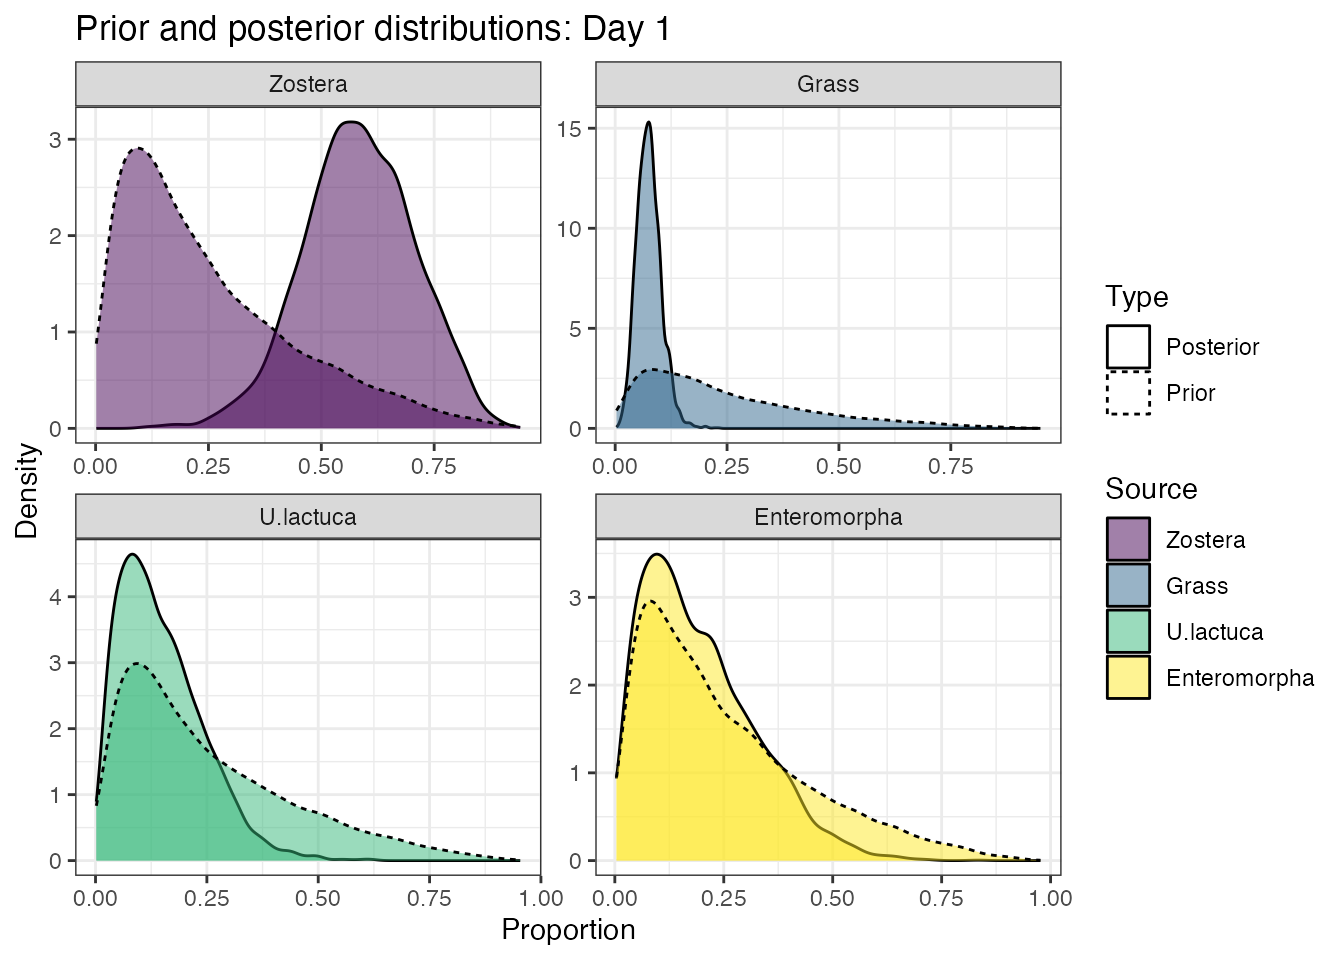 Prior and posterior distributions: Day 1
Zostera
Grass
3
2
1
0
0.00 0.25 0.50 0.75
15
10
5
0
0.00 0.25 0.50 0.75
Density
U.lactuca
Enteromorpha
4
3
2
1
0
0.00 0.25 0.50 0.75 1.00
3
2
1
0
0.00 0.25 0.50 0.75 1.00
Proportion
Type
Posterior
Prior
Source
Zostera
Grass
U.lactuca
Enteromorpha